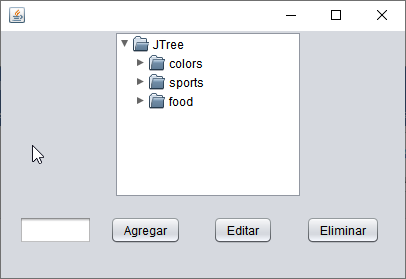 JTree
colors
sports
food
Agregar
Editar
Eliminar